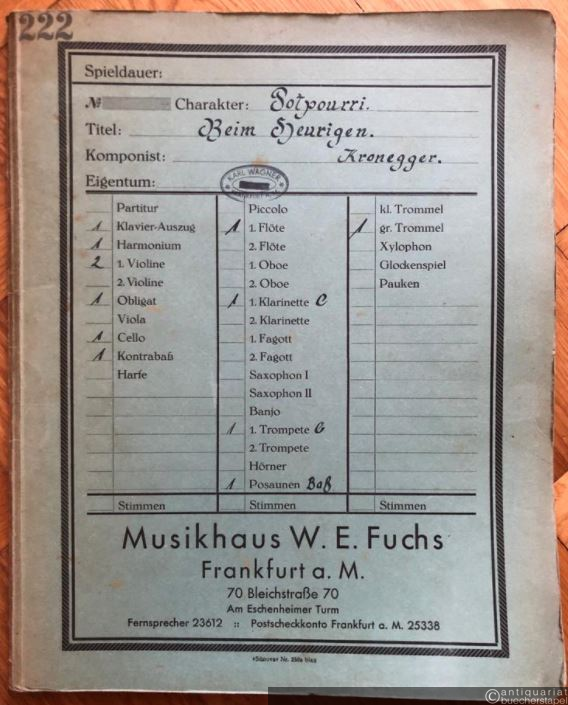 222
Spieldauer:
№ Charakter: Potpourri.
Titel: Beim Heurigen.
Komponist: Kronegger.
Eigentum: KARL WAGNER
Partitur
1 Klavier-Auszug
1 Harmonium
2 1. Violine
2. Violine
1 Obligat
Viola
1 Cello
1 Kontrabaß
Harfe
Stimmen
Piccolo
1 1. Flöte
2. Flöte
1. Oboe
2. Oboe
1 1. Klarinette C
2. Klarinette
1. Fagott
2. Fagott
Saxophon I
Saxophon II
Banjo
1 1. Trompete
2. Trompete
Hörner
1 Posaunen Baß
Stimmen
kl. Trommel
1 gr. Trommel
Xylophon
Glockenspiel
Pauken
Stimmen
Musikhaus W. E. Fuchs
Frankfurt a. M.
70 Bleichstraße 70
Am Eschenheimer Turm
Fernsprecher 23612 :: Postscheckkonto Frankfurt a. M. 25338
©antiquariat
buecherstapel